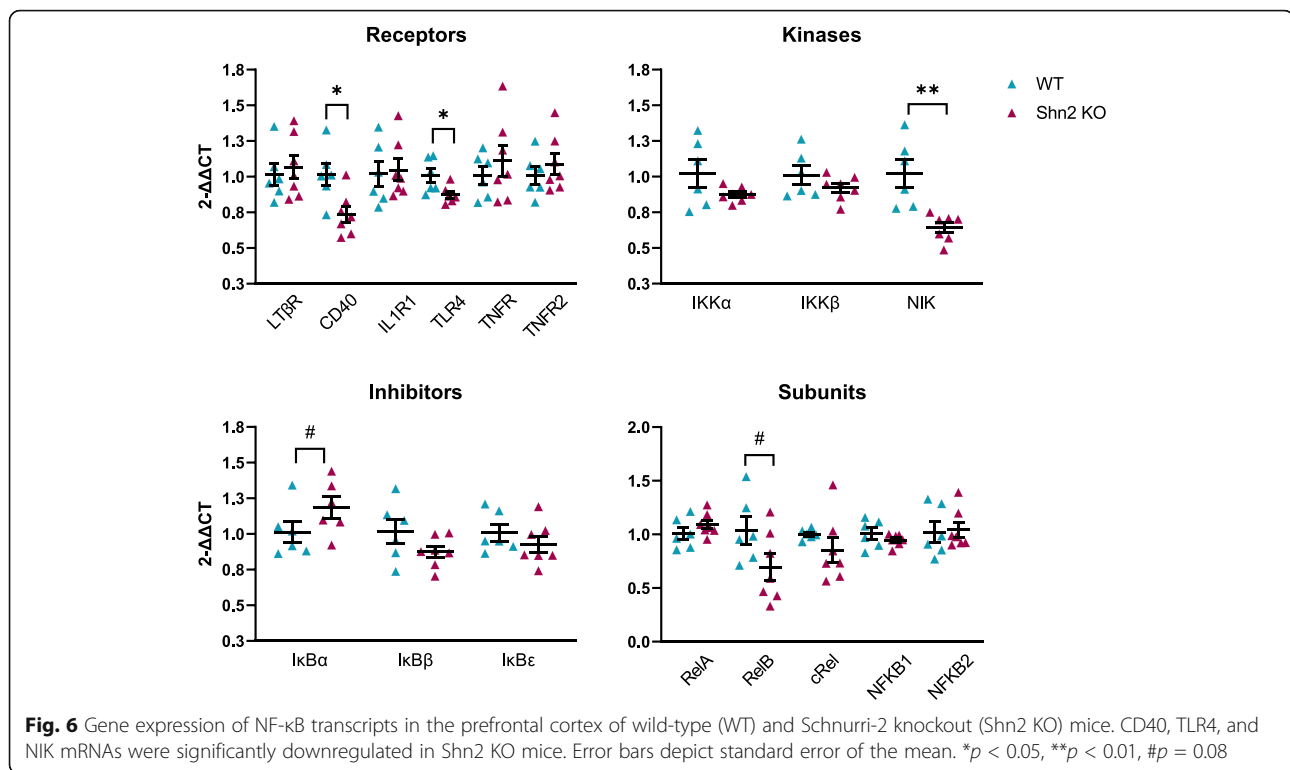 Receptors
2-ΔΔCT
1.8
1.5
1.3
1.0
0.8
0.5
0.3
*
*
LTβR
CD40
IL1R1
TLR4
TNFR
TNFR2
Kinases
1.8
1.5
1.3
1.0
0.8
0.5
0.3
**
IKKα
IKKβ
NIK
WT
Shn2 KO
Inhibitors
2-ΔΔCT
1.8
1.5
1.3
1.0
0.8
0.5
0.3
#
IκBα
IκBβ
IκBε
Subunits
2.0
1.5
1.0
0.5
0.0
#
RelA
RelB
cRel
NFKB1
NFKB2
Fig. 6 Gene expression of NF-κB transcripts in the prefrontal cortex of wild-type (WT) and Schnurri-2 knockout (Shn2 KO) mice. CD40, TLR4, and
NIK mRNAs were significantly downregulated in Shn2 KO mice. Error bars depict standard error of the mean. *p < 0.05, **p < 0.01, #p = 0.08